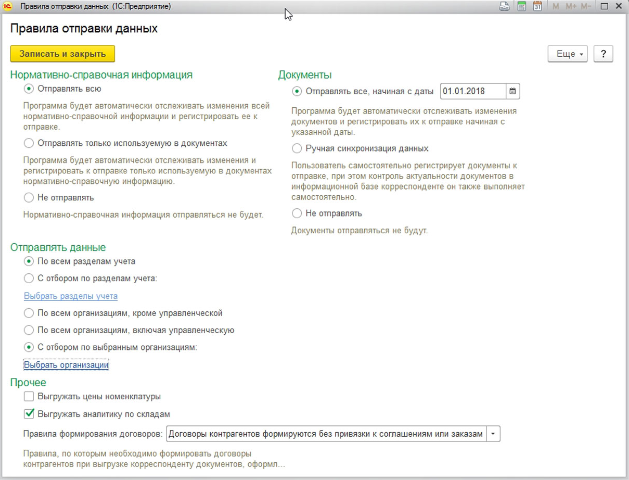 Правила отправки данных (1С:Предприятие)
M M+ M-
Правила отправки данных
Записать и закрыть
Еще
?
Нормативно-справочная информация
Отправлять всю
Программа будет автоматически отслеживать изменения всей
нормативно-справочной информации и регистрировать ее к
отправке.
Отправлять только используемую в документах
Программа будет автоматически отслеживать изменения и
регистрировать к отправке только используемую в документах
нормативно-справочную информацию.
Не отправлять
Нормативно-справочная информация отправляться не будет.
Документы
Отправлять все, начиная с даты
01.01.2018
Программа будет автоматически отслеживать изменения
документов и регистрировать их к отправке начиная с
указанной даты.
Ручная синхронизация данных
Пользователь самостоятельно регистрирует документы к
отправке, при этом контроль актуальности документов в
информационной базе корреспонденте он также выполняет
самостоятельно.
Не отправлять
Документы отправляться не будут.
Отправлять данные
По всем разделам учета
С отбором по разделам учета:
Выбрать разделы учета
По всем организациям, кроме управленческой
По всем организациям, включая управленческую
С отбором по выбранным организациям:
Выбрать организации
Прочее
Выгружать цены номенклатуры
Выгружать аналитику по складам
Правила формирования договоров:
Договоры контрагентов формируются без привязки к соглашениям или заказам
Правила, по которым необходимо формировать договоры
контрагентов при выгрузке корреспонденту документов, оформл...